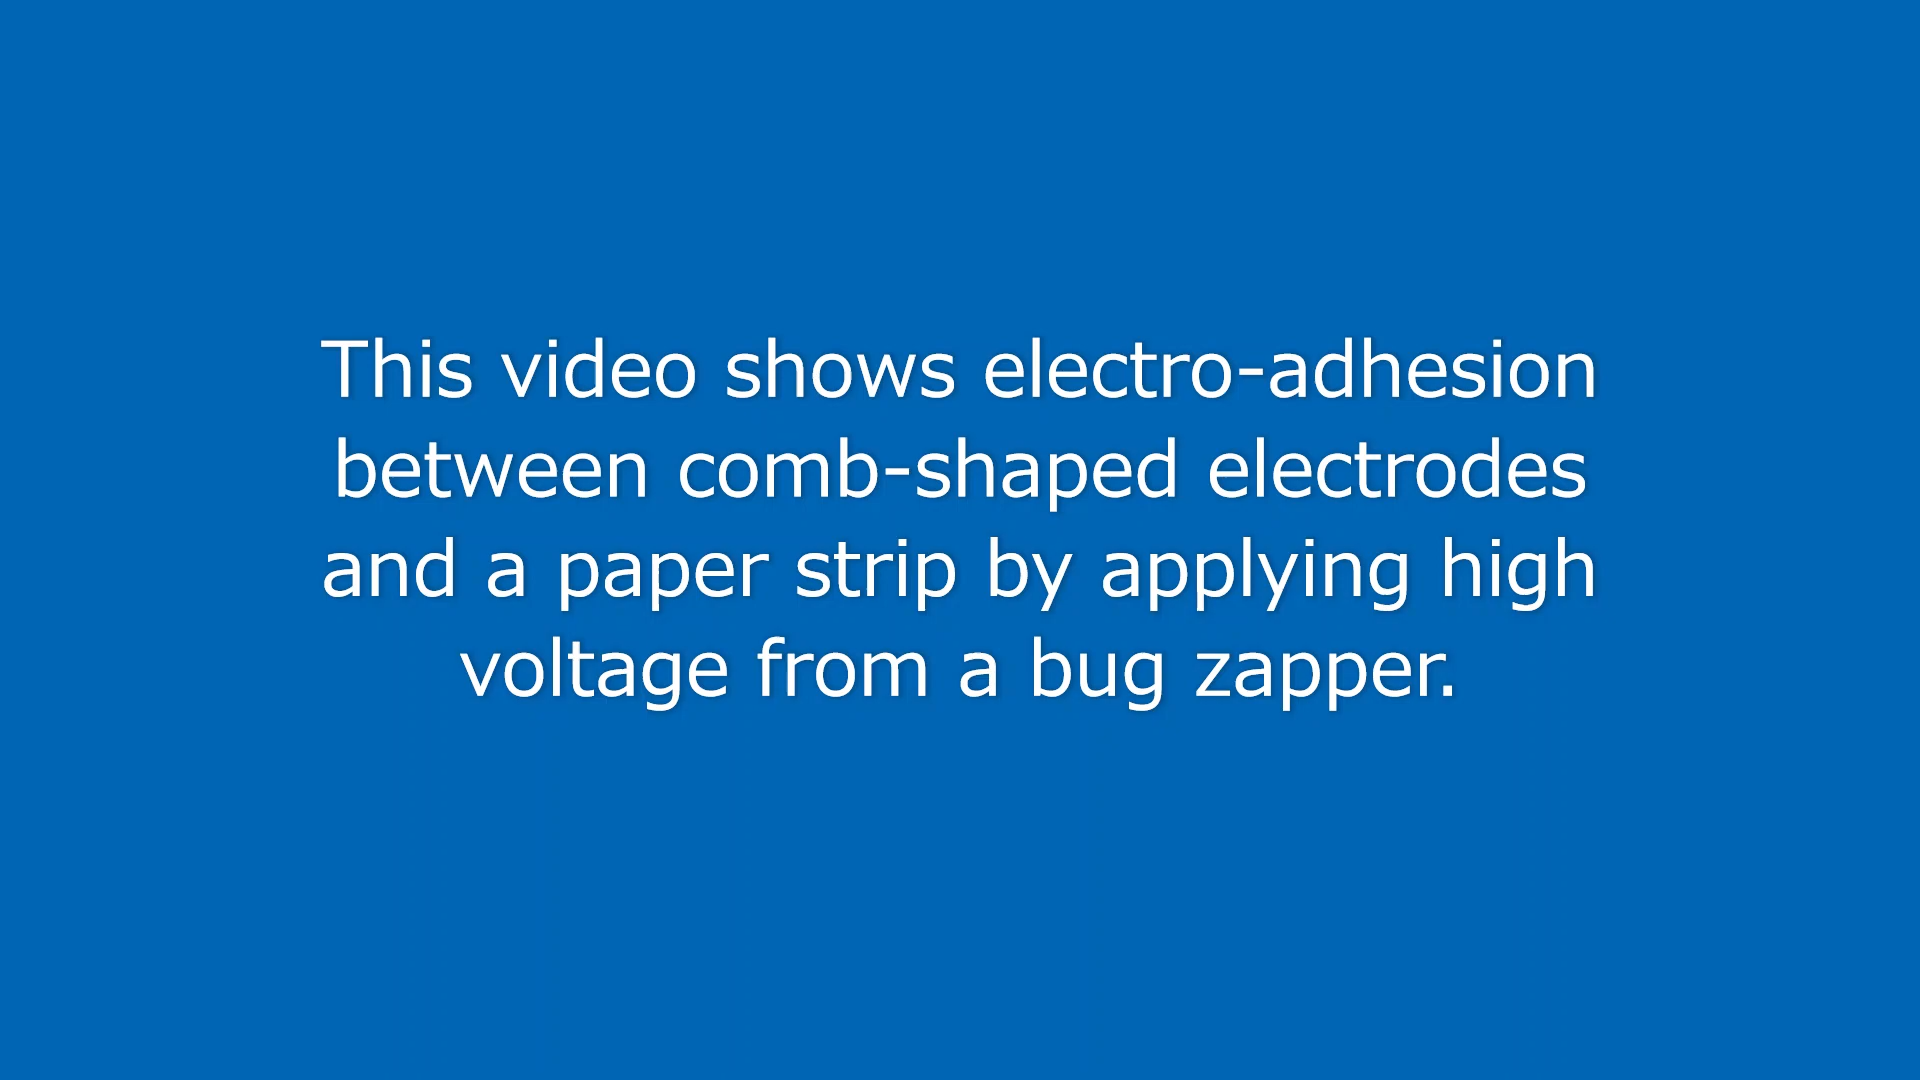 This video shows electro-adhesion
between comb-shaped electrodes
and a paper strip by applying high
voltage from a bug zapper.